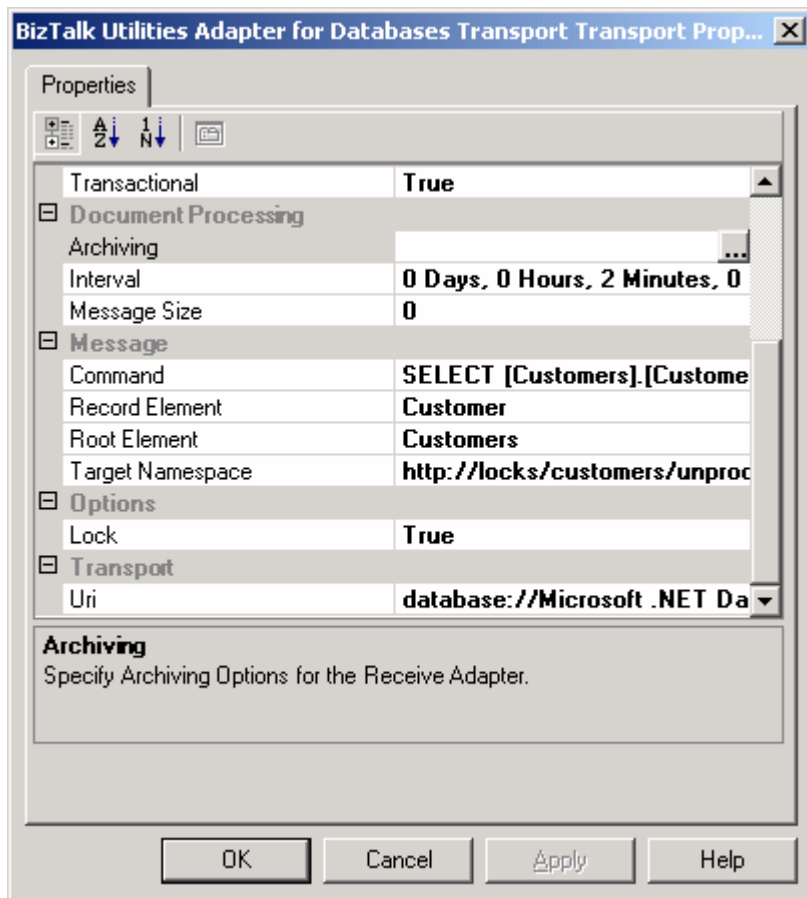 BizTalk Utilities Adapter for Databases Transport Transport Prop...
Properties
Transactional True
Document Processing
Archiving ...
Interval 0 Days, 0 Hours, 2 Minutes, 0
Message Size 0
Message
Command SELECT [Customers].[Custome
Record Element Customer
Root Element Customers
Target Namespace http://locks/customers/unproc
Options
Lock True
Transport
Uri database://Microsoft .NET Da
Archiving
Specify Archiving Options for the Receive Adapter.
OK Cancel Apply Help